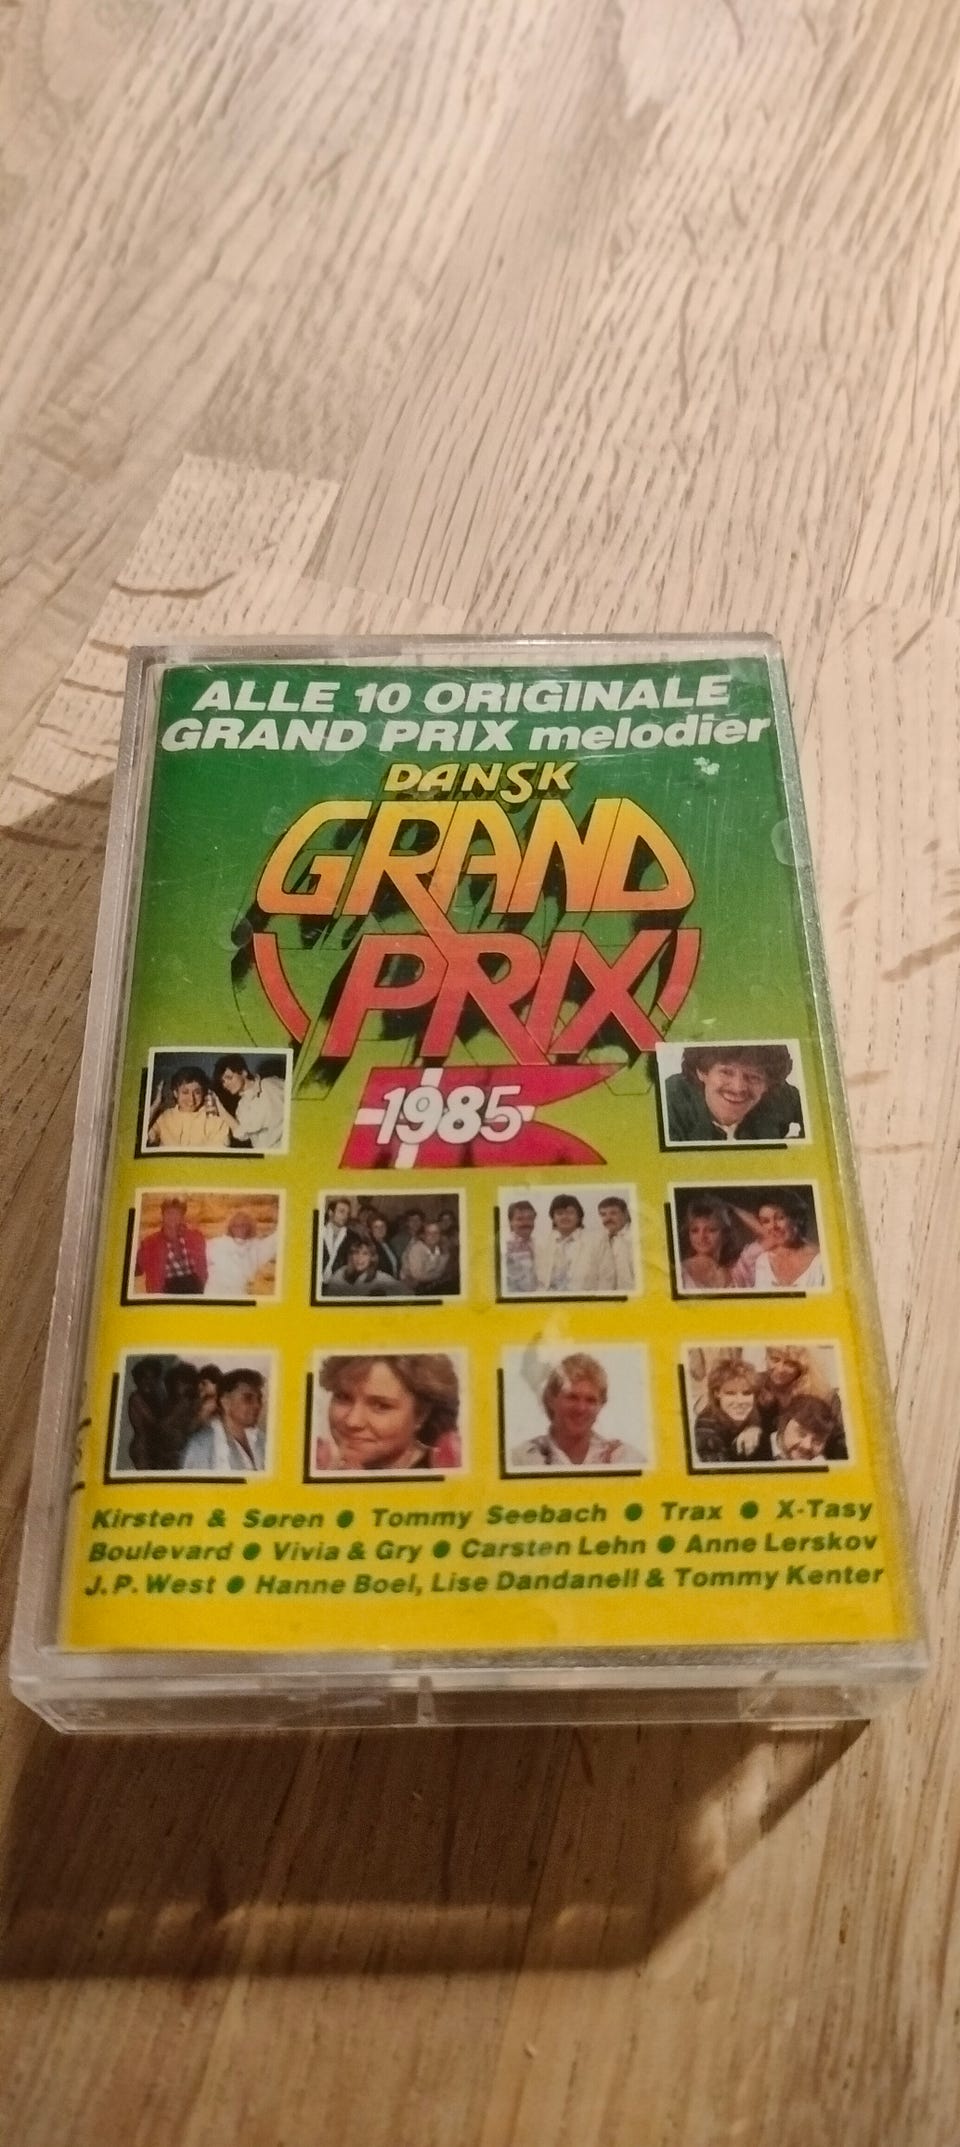 ALLE 10 ORIGINALE
GRAND PRIX melodier
DANSK
GRAND
PRIX
1985
Kirsten & Søren ● Tommy Seebach ● Trax ● X-Tasy
Boulevard ● Vivia & Gry ● Carsten Lehn ● Anne Lerskov
J.P. West ● Hanne Boel, Lise Dandanell & Tommy Kenter